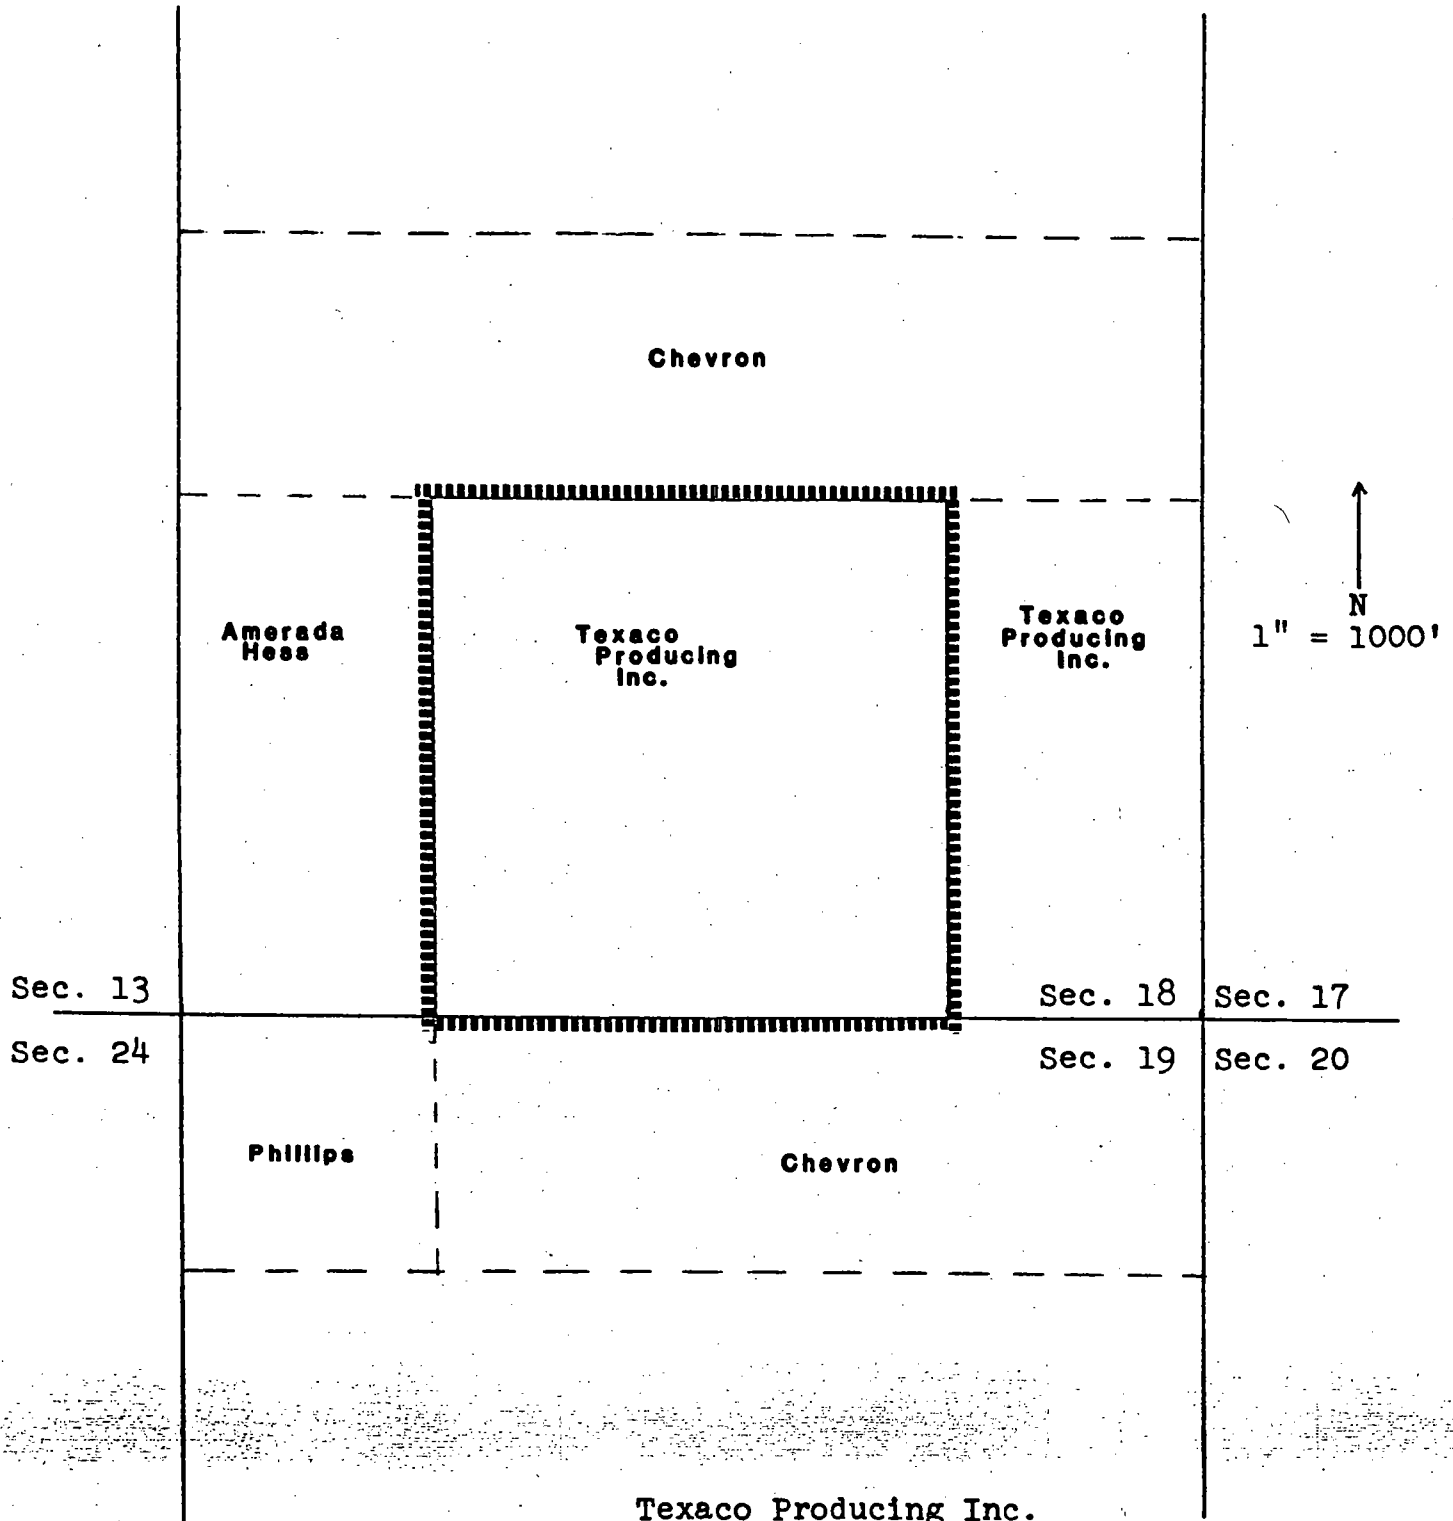 Chevron
Amerada
Hess
Texaco
Producing
Inc.
Texaco
Producing
Inc.
N
1" = 1000'
Sec. 13
Sec. 18
Sec. 17
Sec. 24
Sec. 19
Sec. 20
Phillips
Chevron
Texaco Producing Inc.